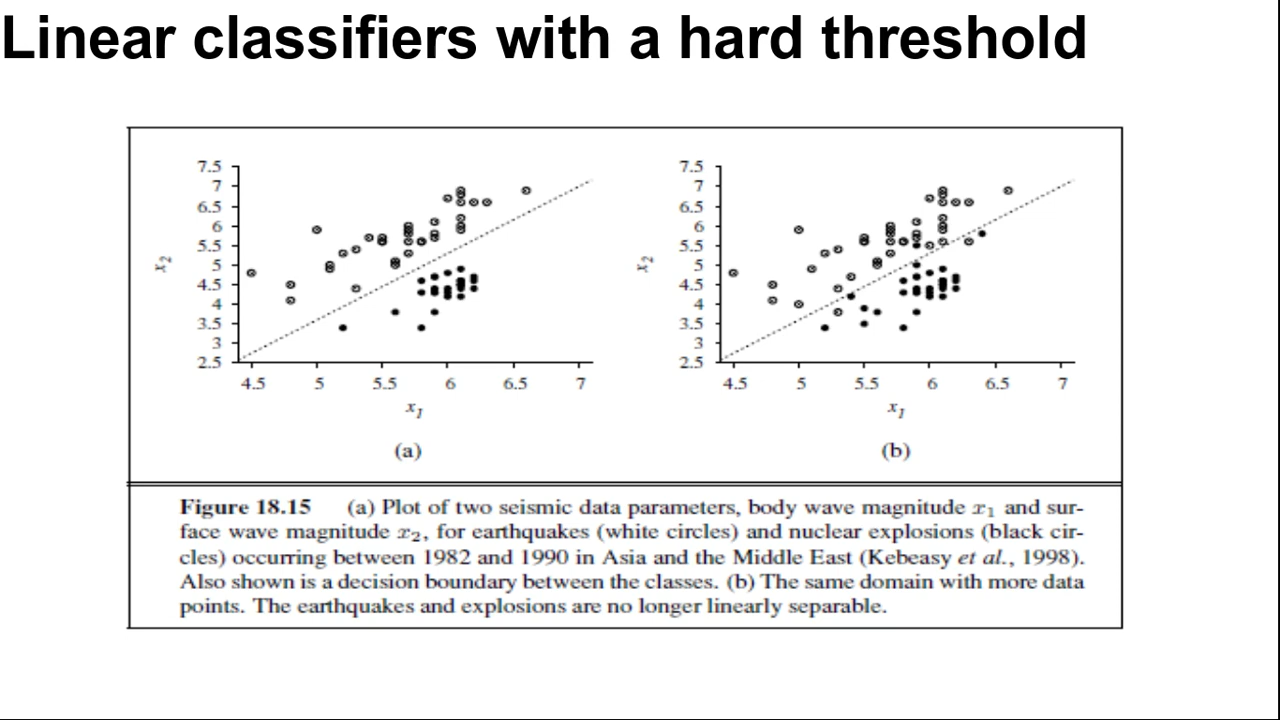 Linear classifiers with a hard threshold
7.5
7
6.5
6
5.5
5
4.5
4
3.5
3
2.5
x2
4.5 5 5.5 6 6.5 7
x1
(a)
7.5
7
6.5
6
5.5
5
4.5
4
3.5
3
2.5
x2
4.5 5 5.5 6 6.5 7
x1
(b)
Figure 18.15 (a) Plot of two seismic data parameters, body wave magnitude x1 and sur-
face wave magnitude x2, for earthquakes (white circles) and nuclear explosions (black cir-
cles) occurring between 1982 and 1990 in Asia and the Middle East (Kebeasy et al., 1998).
Also shown is a decision boundary between the classes. (b) The same domain with more data
points. The earthquakes and explosions are no longer linearly separable.